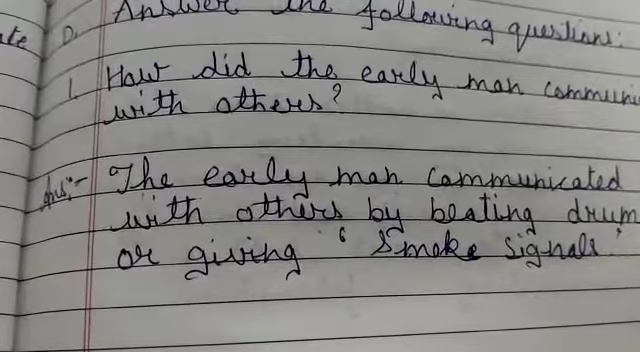 D. Answer the following questions:
1. How did the early man communi
with others?
Ans:- The early man communicated
with others by beating drum
or giving ' Smoke signals'